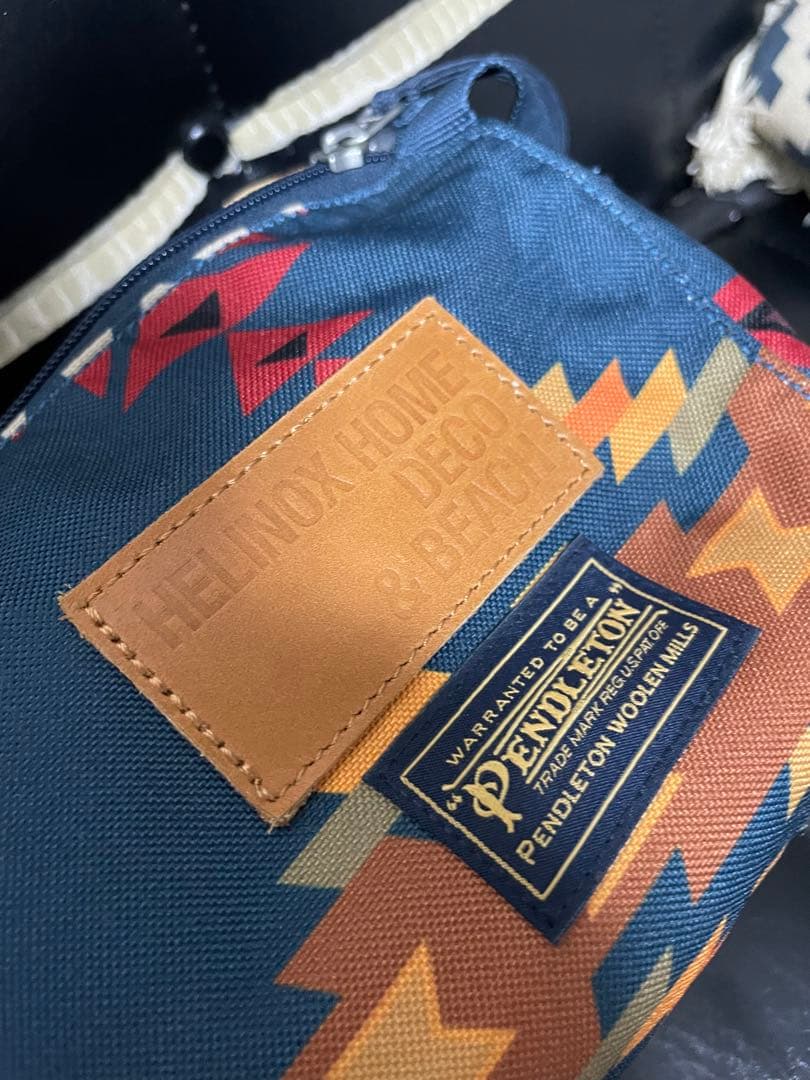 HELINOX HOME
DECO
& BEACH
WARRANTED TO BE A
"PENDLETON"
TRADE MARK REG. U.S. PAT. OFF.
PENDLETON WOOLEN MILLS